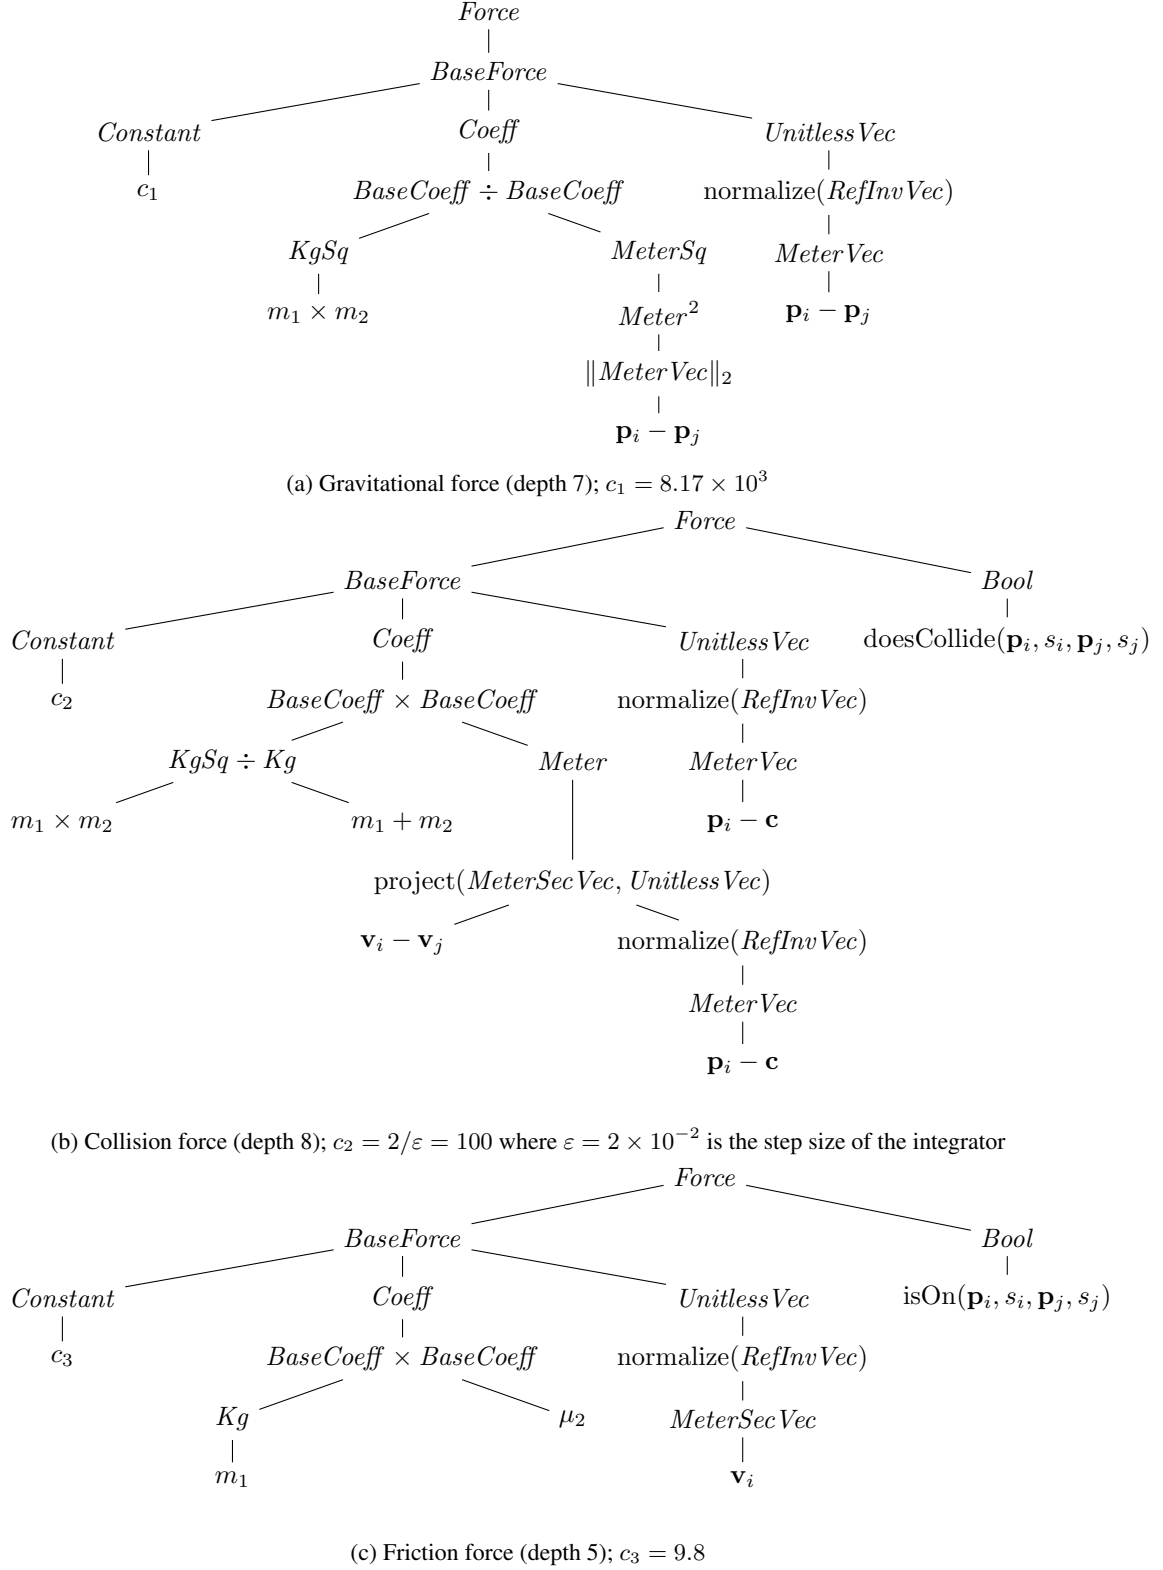 Force
BaseForce
Constant Coeff UnitlessVec
c₁ BaseCoeff ÷ BaseCoeff normalize(RefInvVec)
KgSq MeterSq MeterVec
m₁ × m₂ Meter² pᵢ − pⱼ
‖MeterVec‖₂
pᵢ − pⱼ
(a) Gravitational force (depth 7); c₁ = 8.17 × 10³
Force
BaseForce Bool
Constant Coeff UnitlessVec doesCollide(pᵢ, sᵢ, pⱼ, sⱼ)
c₂ BaseCoeff × BaseCoeff normalize(RefInvVec)
KgSq ÷ Kg Meter MeterVec
m₁ × m₂ m₁ + m₂ pᵢ − c
project(MeterSecVec, UnitlessVec)
vᵢ − vⱼ normalize(RefInvVec)
MeterVec
pᵢ − c
(b) Collision force (depth 8); c₂ = 2/ε = 100 where ε = 2 × 10⁻² is the step size of the integrator
Force
BaseForce Bool
Constant Coeff UnitlessVec isOn(pᵢ, sᵢ, pⱼ, sⱼ)
c₃ BaseCoeff × BaseCoeff normalize(RefInvVec)
Kg μ₂ MeterSecVec
m₁ vᵢ
(c) Friction force (depth 5); c₃ = 9.8